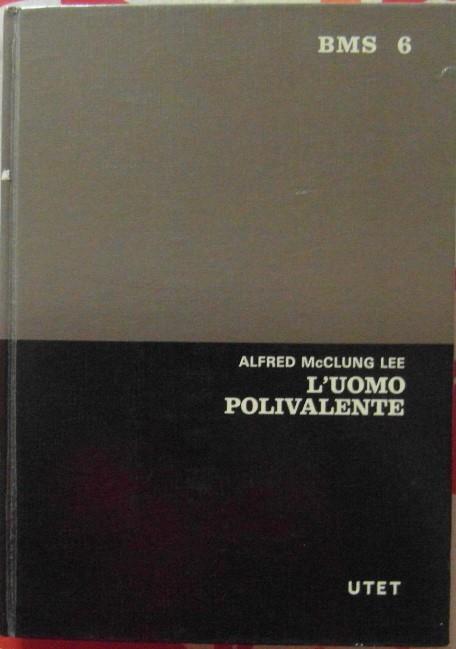 BMS 6
ALFRED McCLUNG LEE
L'UOMO
POLIVALENTE
UTET